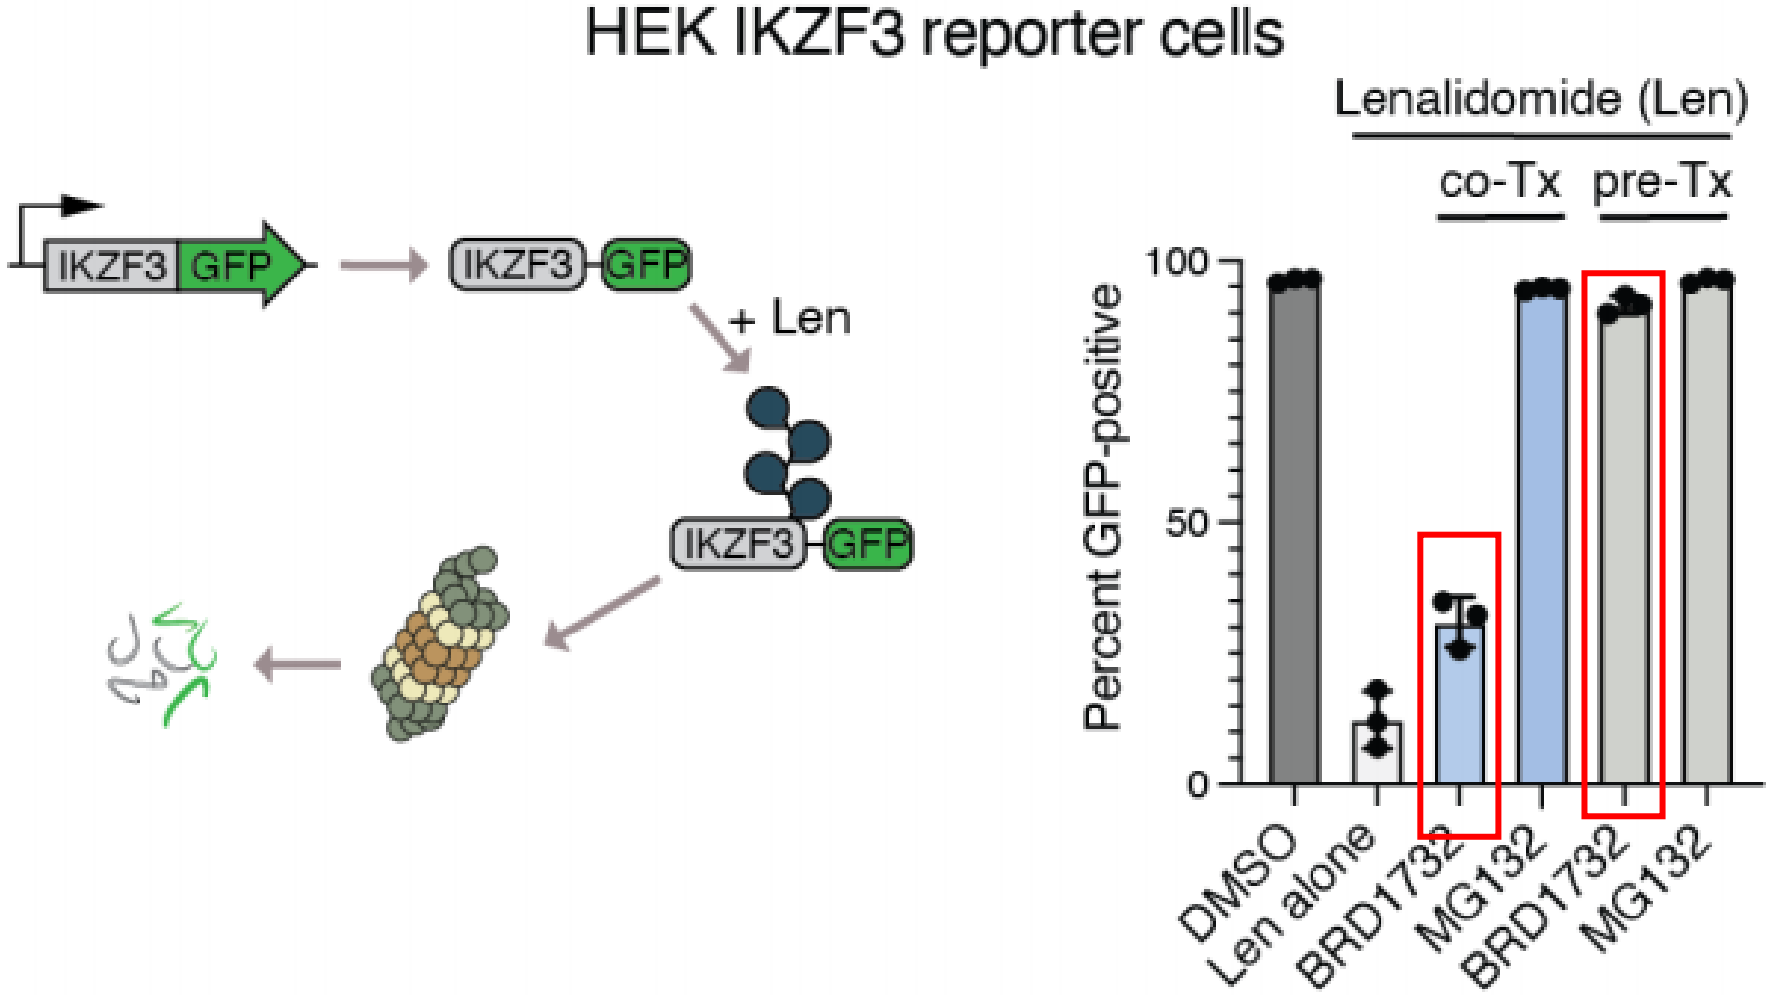 HEK IKZF3 reporter cells
Lenalidomide (Len)
co-Tx pre-Tx
IKZF3 GFP
IKZF3 GFP
+ Len
IKZF3 GFP
Percent GFP-positive
100
50
0
DMSO
Len alone
BRD1732
MG132
BRD1732
MG132